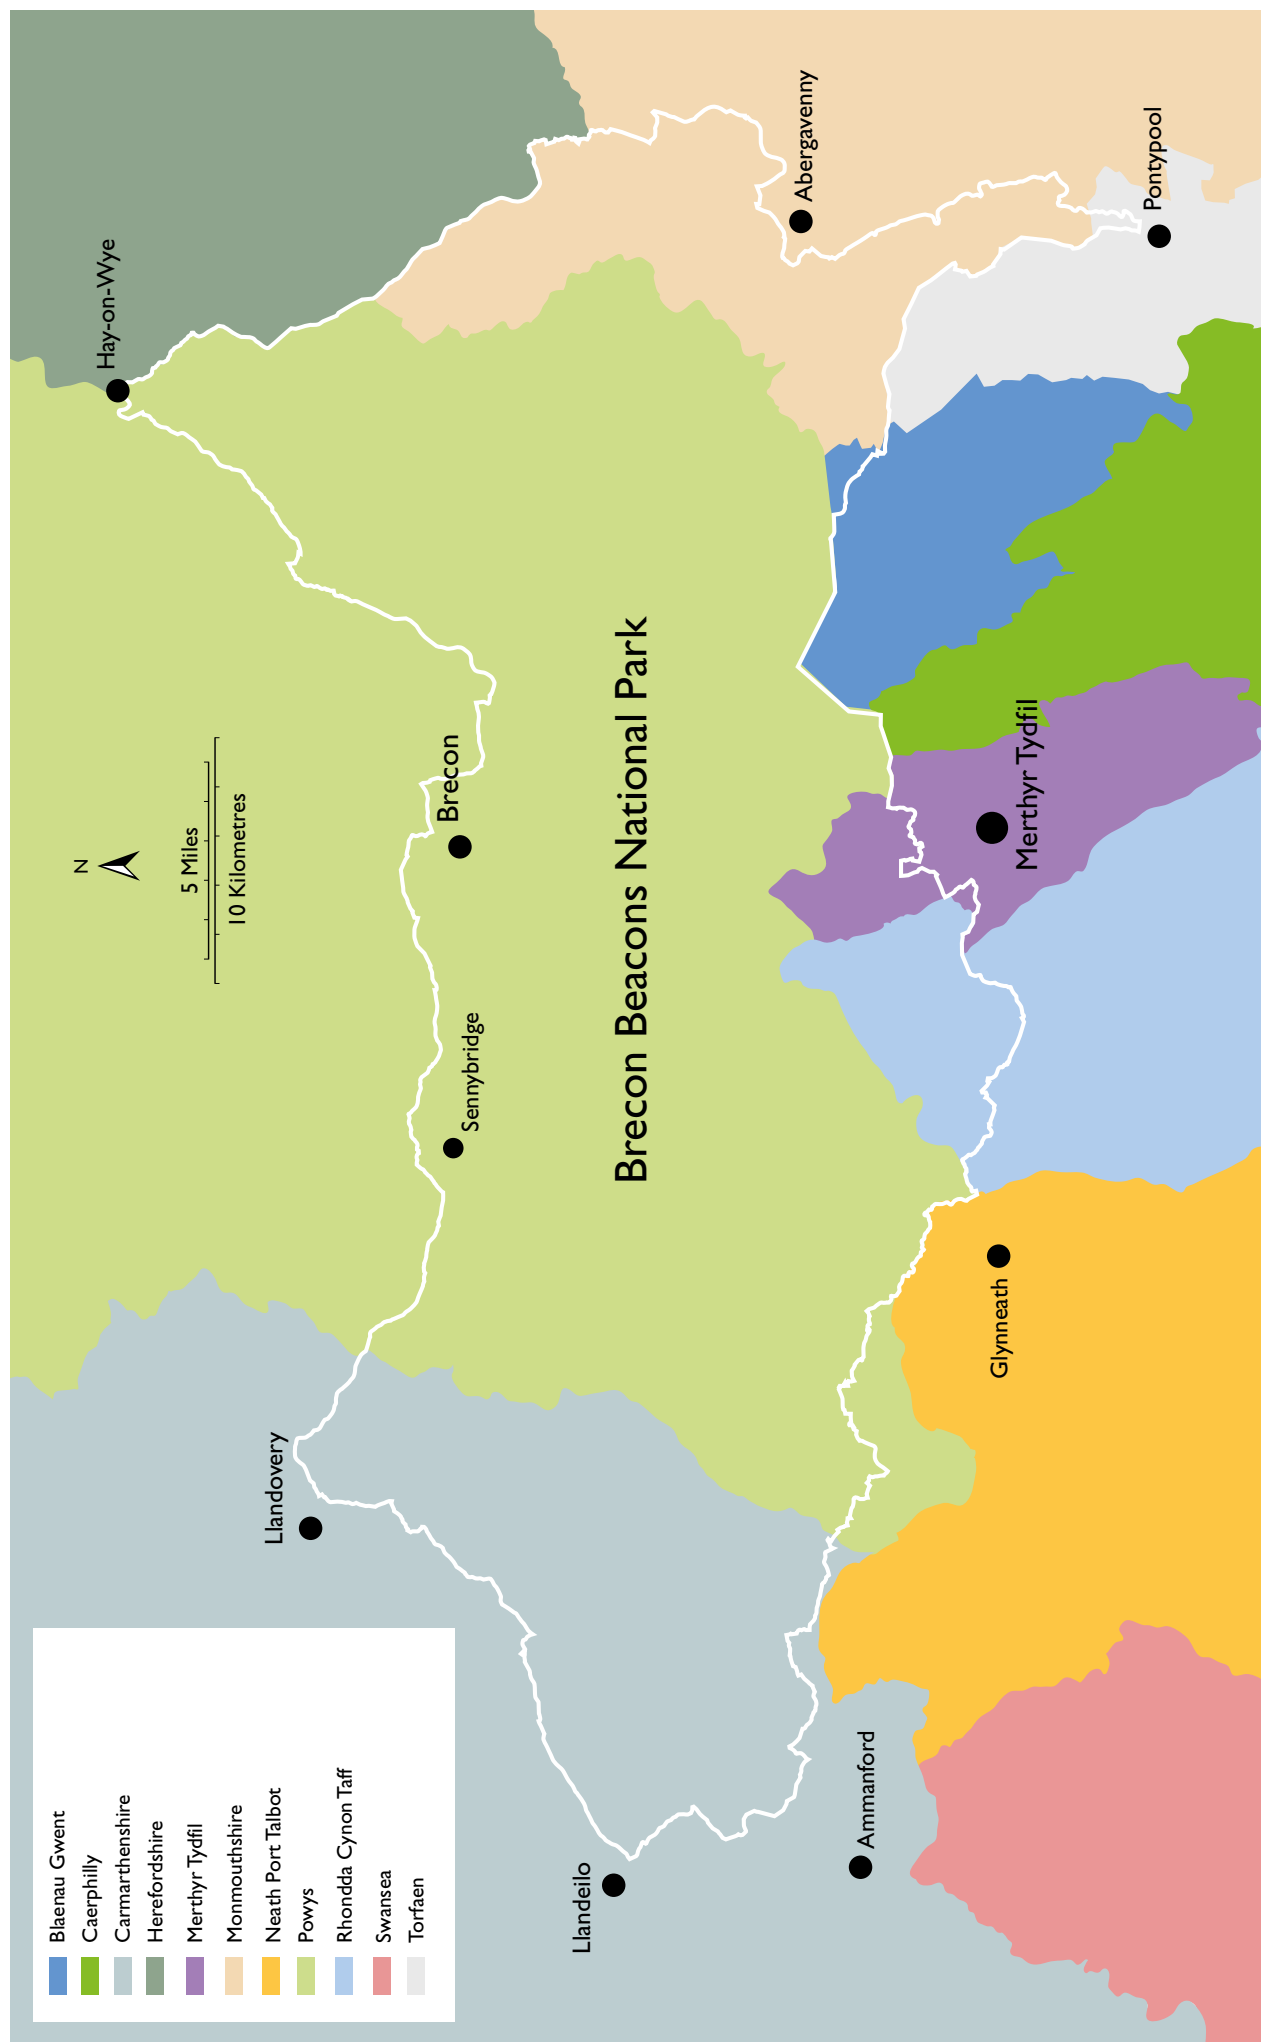 Blaenau Gwent
Caerphilly
Carmarthenshire
Herefordshire
Merthyr Tydfil
Monmouthshire
Neath Port Talbot
Powys
Rhondda Cynon Taff
Swansea
Torfaen
N
5 Miles
10 Kilometres
Hay-on-Wye
Llandovery
Brecon
Sennybridge
Brecon Beacons National Park
Llandeilo
Abergavenny
Ammanford
Glynneath
Merthyr Tydfil
Pontypool